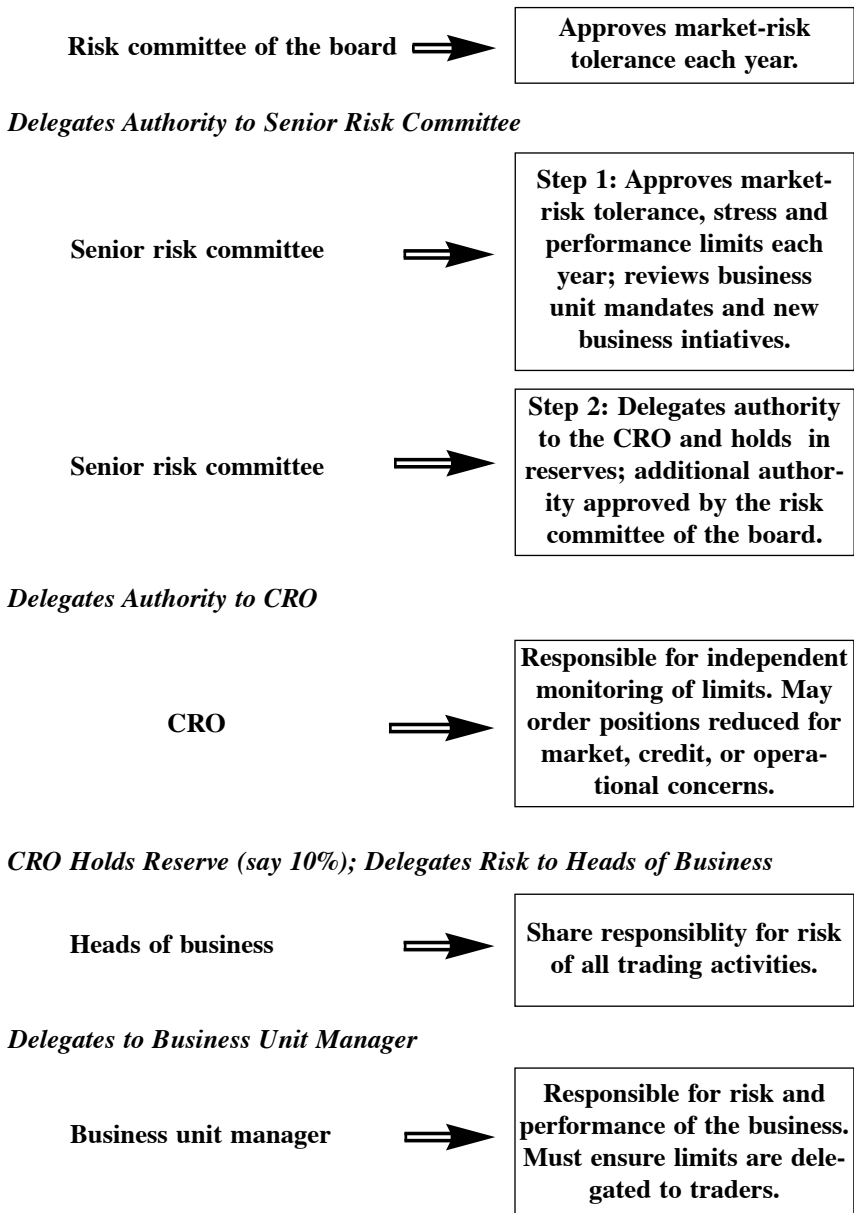 Risk committee of the board
Approves market-risk
tolerance each year.
Delegates Authority to Senior Risk Committee
Senior risk committee
Step 1: Approves market-
risk tolerance, stress and
performance limits each
year; reviews business
unit mandates and new
business intiatives.
Senior risk committee
Step 2: Delegates authority
to the CRO and holds in
reserves; additional author-
ity approved by the risk
committee of the board.
Delegates Authority to CRO
CRO
Responsible for independent
monitoring of limits. May
order positions reduced for
market, credit, or opera-
tional concerns.
CRO Holds Reserve (say 10%); Delegates Risk to Heads of Business
Heads of business
Share responsiblity for risk
of all trading activities.
Delegates to Business Unit Manager
Business unit manager
Responsible for risk and
performance of the business.
Must ensure limits are dele-
gated to traders.